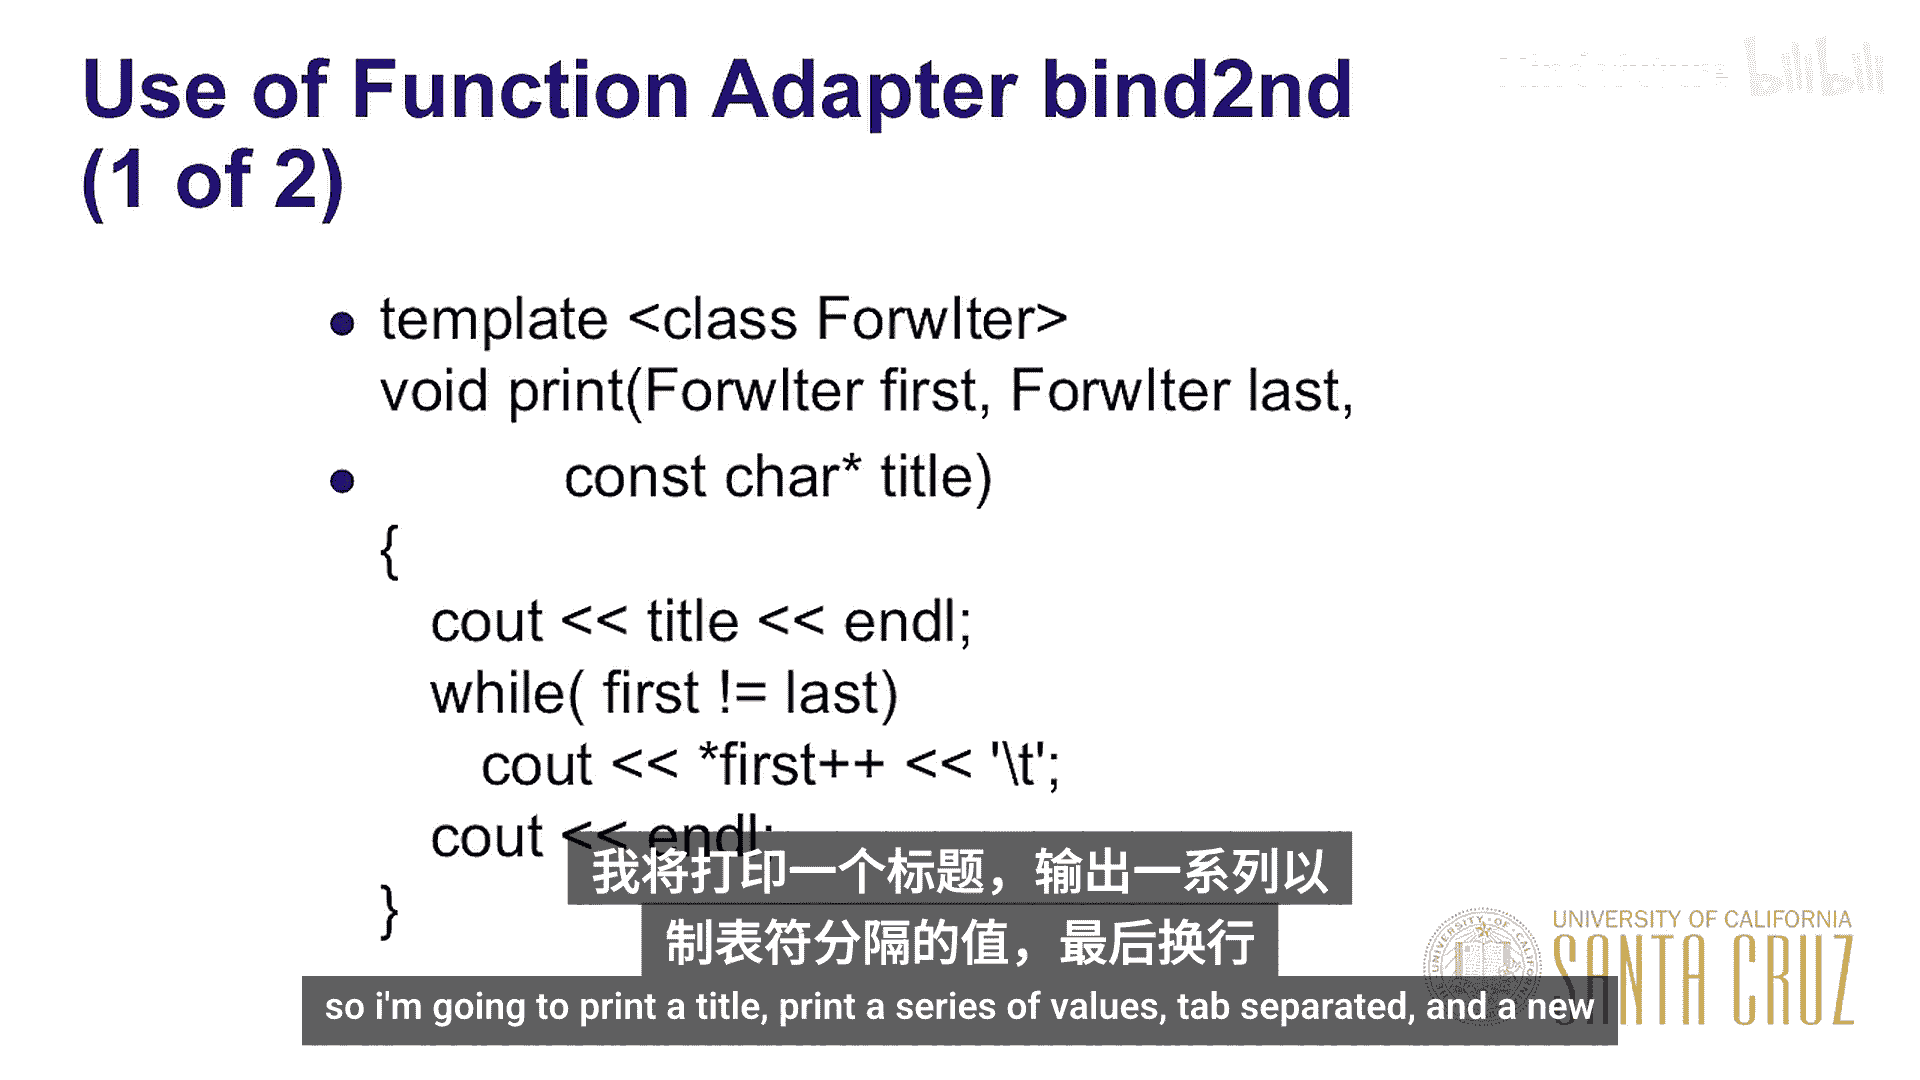 Use of Function Adapter bind2nd
(1 of 2)
bilibili
• template <class ForwIter>
void print(ForwIter first, ForwIter last,
• const char* title)
{
cout << title << endl;
while( first != last)
cout << *first++ << '\t';
cout << endl;
}
我将打印一个标题，输出一系列以
制表符分隔的值，最后换行
so i'm going to print a title, print a series of values, tab separated, and a new
UNIVERSITY OF CALIFORNIA
SANTA CRUZ